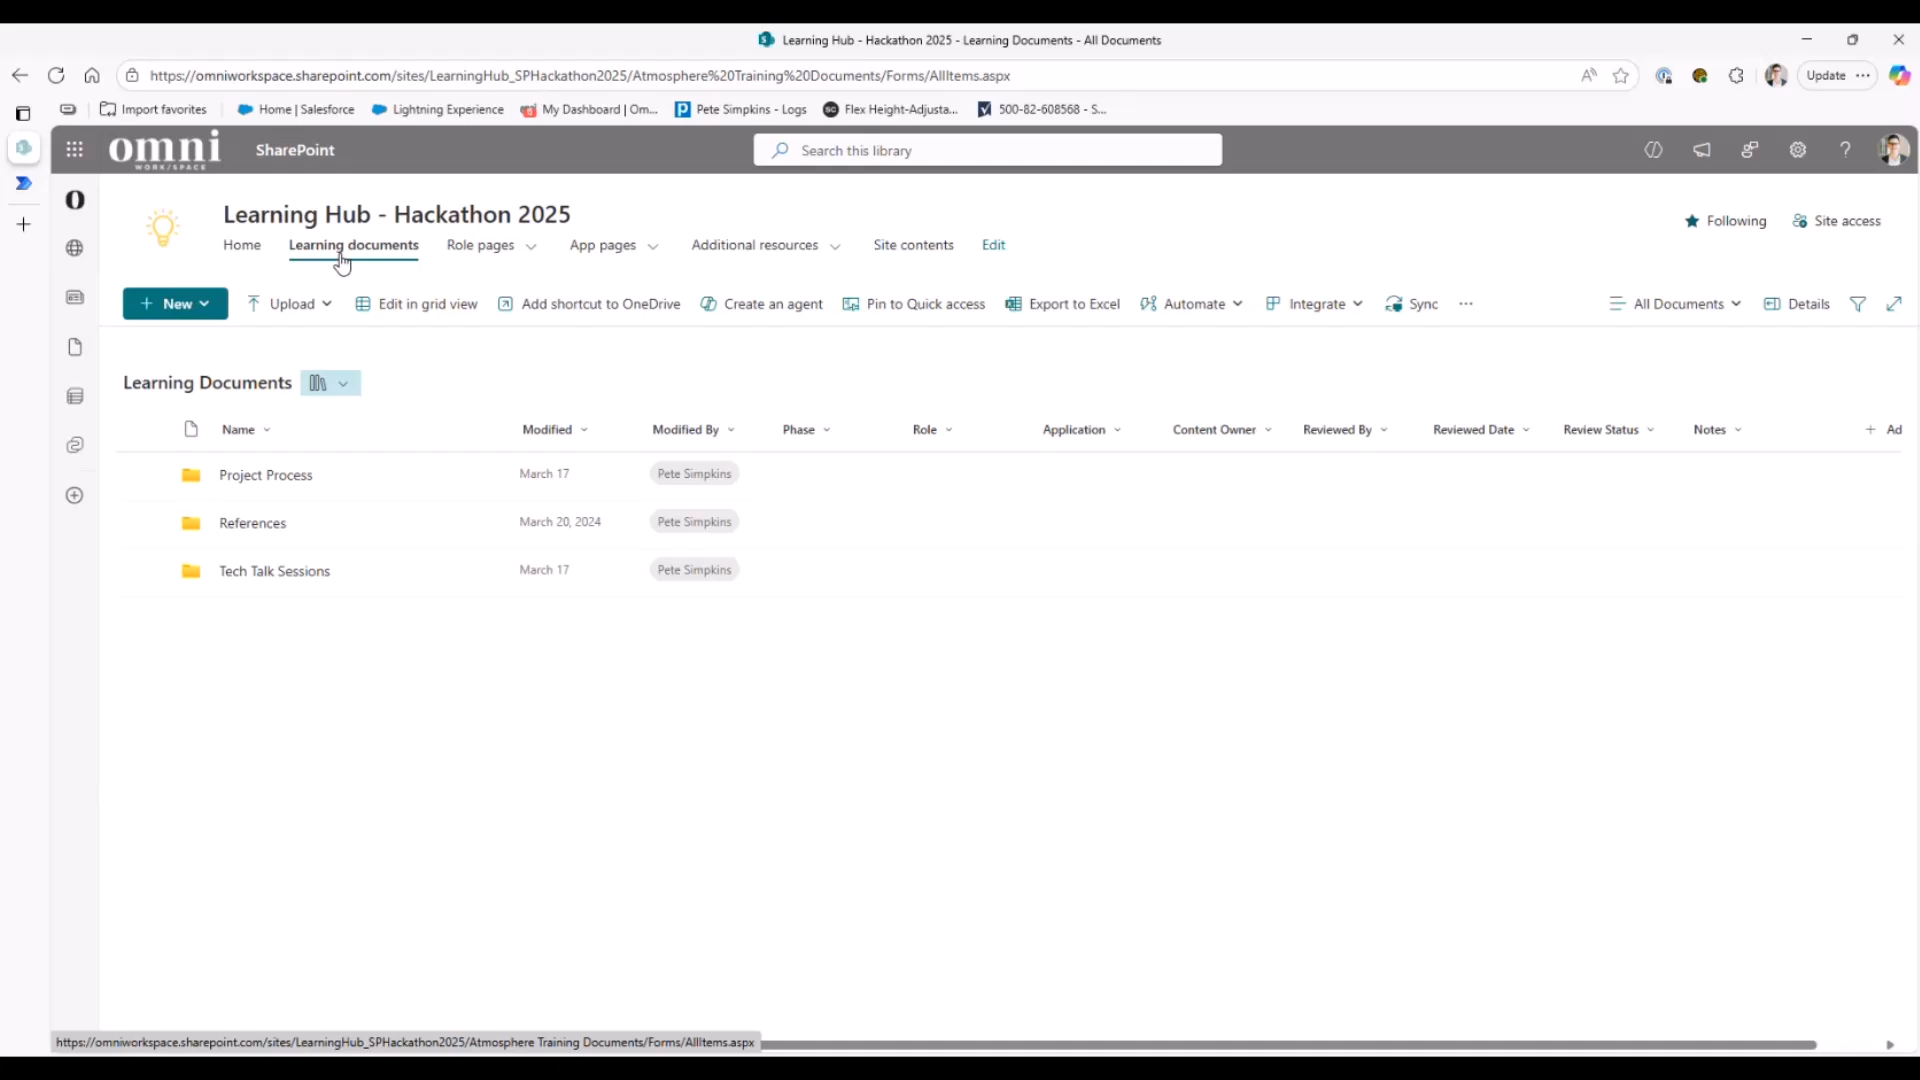 Learning Hub - Hackathon 2025 - Learning Documents - All Documents
https://omniworkspace.sharepoint.com/sites/LearningHub_SPHackathon2025/Atmosphere%20Training%20Documents/Forms/AllItems.aspx
Update
Import favorites
Home | Salesforce
Lightning Experience
My Dashboard | Om...
Pete Simpkins - Logs
Flex Height-Adjusta...
500-82-608568 - S...
omni
WORK/SPACE
SharePoint
Search this library
Learning Hub - Hackathon 2025
Following
Site access
Home
Learning documents
Role pages
App pages
Additional resources
Site contents
Edit
New
Upload
Edit in grid view
Add shortcut to OneDrive
Create an agent
Pin to Quick access
Export to Excel
Automate
Integrate
Sync
All Documents
Details
Learning Documents
Name
Modified
Modified By
Phase
Role
Application
Content Owner
Reviewed By
Reviewed Date
Review Status
Notes
Ad
Project Process
March 17
Pete Simpkins
References
March 20, 2024
Pete Simpkins
Tech Talk Sessions
March 17
Pete Simpkins
https://omniworkspace.sharepoint.com/sites/LearningHub_SPHackathon2025/Atmosphere Training Documents/Forms/AllItems.aspx